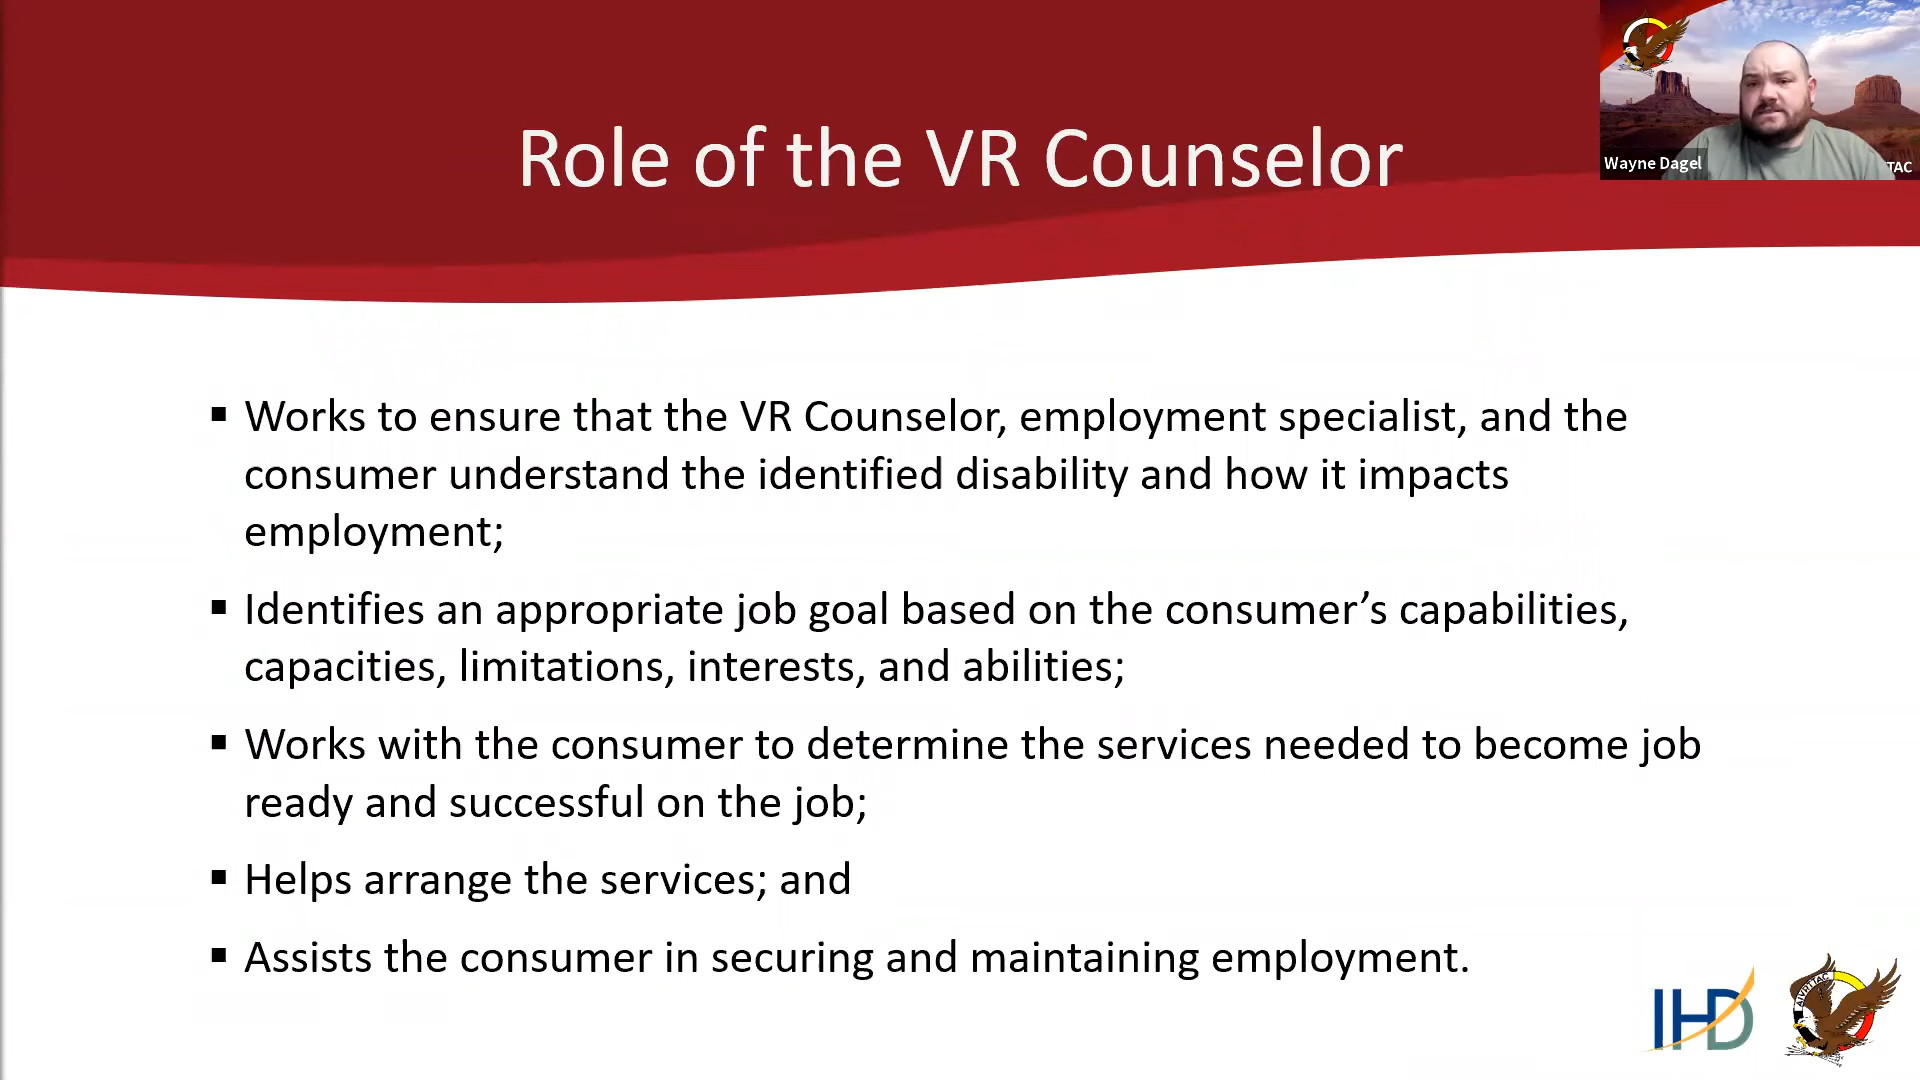 Role of the VR Counselor
Wayne Dagel
TAC
▪ Works to ensure that the VR Counselor, employment specialist, and the
consumer understand the identified disability and how it impacts
employment;
▪ Identifies an appropriate job goal based on the consumer’s capabilities,
capacities, limitations, interests, and abilities;
▪ Works with the consumer to determine the services needed to become job
ready and successful on the job;
▪ Helps arrange the services; and
▪ Assists the consumer in securing and maintaining employment.
IHD
AIVRTTAC